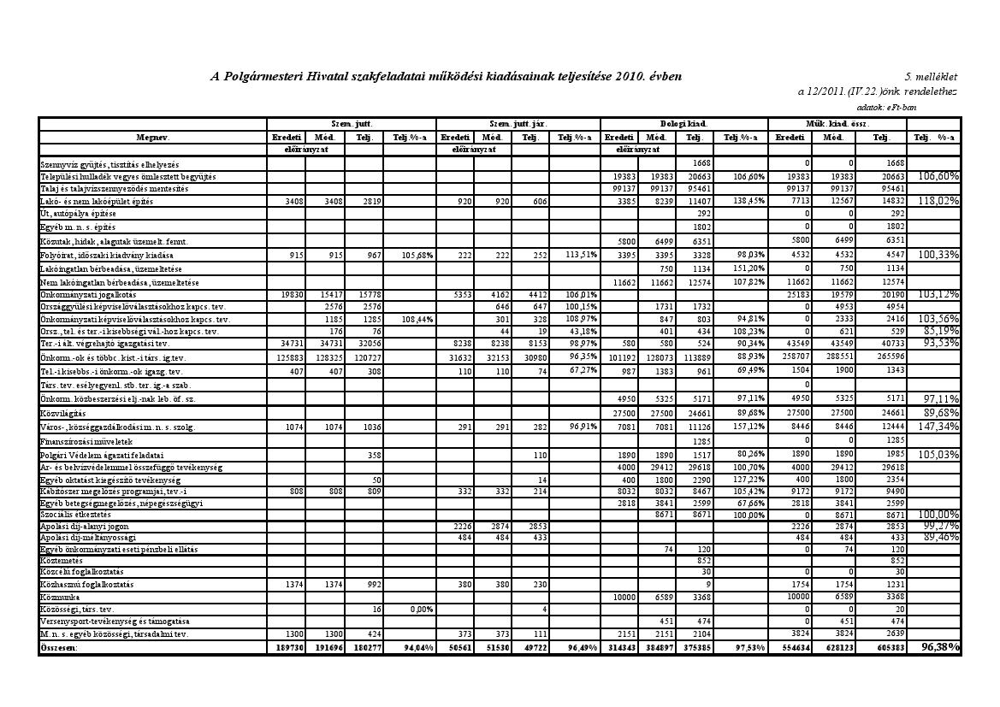 A Polgármesteri Hivatal szakfeladatai működési kiadásainak teljesítése 2010. évben 5. melléklet
a 12/2011.(IV.22.)önk. rendelethez
adatok: eFt-ban
Szem. jutt. Szem. jutt. jár. Dologi kiad. Műk. kiad. össz.
Megnev. Eredeti Mód. Telj. Telj.%-a Eredeti Mód. Telj. Telj.%-a Eredeti Mód. Telj. Telj.%-a Eredeti Mód. Telj. Telj. %-a
előirányzat előirányzat előirányzat
Szennyvíz gyűjtés, tisztítás elhelyezés 1668 0 0 1668
Települési hulladék vegyes ömlesztett begyűjtés 19383 19383 20663 106,60% 19383 19383 20663 106,60%
Talaj és talajvízszennyeződés mentesítés 99137 99137 95461 99137 99137 95461
Lakó- és nem lakóépület építés 3408 3408 2819 920 920 606 3385 8239 11407 138,45% 7713 12567 14832 118,02%
Út, autópálya építése 292 0 0 292
Egyéb m. n. s. építés 1802 0 0 1802
Közutak, hidak, alagutak üzemelt. fennt. 5800 6499 6351 5800 6499 6351
Folyóirat, időszaki kiadvány kiadása 915 915 967 105,68% 222 222 252 113,51% 3395 3395 3328 98,03% 4532 4532 4547 100,33%
Lakóingatlan bérbeadása, üzemeltetése 750 1134 151,20% 0 750 1134
Nem lakóingatlan bérbeadása, üzemeltetése 11662 11662 12574 107,82% 11662 11662 12574
Önkormányzati jogalkotás 19830 15417 15778 5353 4162 4412 106,01% 25183 19579 20190 103,12%
Országgyűlési képviselőválasztásokhoz kapcs. tev. 2576 2576 646 647 100,15% 1731 1732 0 4953 4954
Önkormányzati képviselőválasztásokhoz kapcs. tev. 1185 1285 108,44% 301 328 108,97% 847 803 94,81% 0 2333 2416 103,56%
Orsz., tel. és ter.-i kisebbségi vál.-hoz kapcs. tev. 176 76 44 19 43,18% 401 434 108,23% 0 621 529 85,19%
Ter.-i ált. végrehajtó igazgatási tev. 34731 34731 32056 8238 8238 8153 98,97% 580 580 524 90,34% 43549 43549 40733 93,53%
Önkorm.-ok és többc. kist.-i társ. ig.tev. 125883 128325 120727 31632 32153 30980 96,35% 101192 128073 113889 88,93% 258707 288551 265596
Tel.-i kisebbs.-i önkorm.-ok igazg. tev. 407 407 308 110 110 74 67,27% 987 1383 961 69,49% 1504 1900 1343
Társ. tev. esélyegyenl. stb. ter. ig.-a szab. 0
Önkorm. közbeszerzési elj.-nak leb. öf. sz. 4950 5325 5171 97,11% 4950 5325 5171 97,11%
Közvilágítás 27500 27500 24661 89,68% 27500 27500 24661 89,68%
Város-, községgazdálkodási m. n. s. szolg. 1074 1074 1036 291 291 282 96,91% 7081 7081 11126 157,12% 8446 8446 12444 147,34%
Finanszírozási műveletek 1285 0 0 1285
Polgári Védelem ágazati feladatai 358 110 1890 1890 1517 80,26% 1890 1890 1985 105,03%
Ár- és belvízvédelemmel összefüggő tevékenység 4000 29412 29618 100,70% 4000 29412 29618
Egyéb oktatást kiegészítő tevékenység 50 14 400 1800 2290 127,22% 400 1800 2354
Kábítószer megelőzés programjai, tev.-i 808 808 809 332 332 214 8032 8032 8467 105,42% 9172 9172 9490
Egyéb betegségmegelőzés, népegészségügyi 2818 3841 2599 67,66% 2818 3841 2599
Szociális étkeztetés 8671 8671 100,00% 0 8671 8671 100,00%
Ápolási díj-alanyi jogon 2226 2874 2853 2226 2874 2853 99,27%
Ápolási díj-méltányossági 484 484 433 484 484 433 89,46%
Egyéb önkormányzati eseti pénzbeli ellátás 74 120 0 74 120
Köztemetés 852 852
Közcélú foglalkoztatás 30 0 0 30
Közhasznú foglalkoztatás 1374 1374 992 380 380 230 9 1754 1754 1231
Közmunka 10000 6589 3368 10000 6589 3368
Közösségi, társ. tev. 16 0,00% 4 0 0 20
Versenysport-tevékenység és támogatása 451 474 0 451 474
M. n. s. egyéb közösségi, társadalmi tev. 1300 1300 424 373 373 111 2151 2151 2104 3824 3824 2639
Összesen: 189730 191696 180277 94,04% 50561 51530 49722 96,49% 314343 384897 375385 97,53% 554634 628123 605383 96,38%